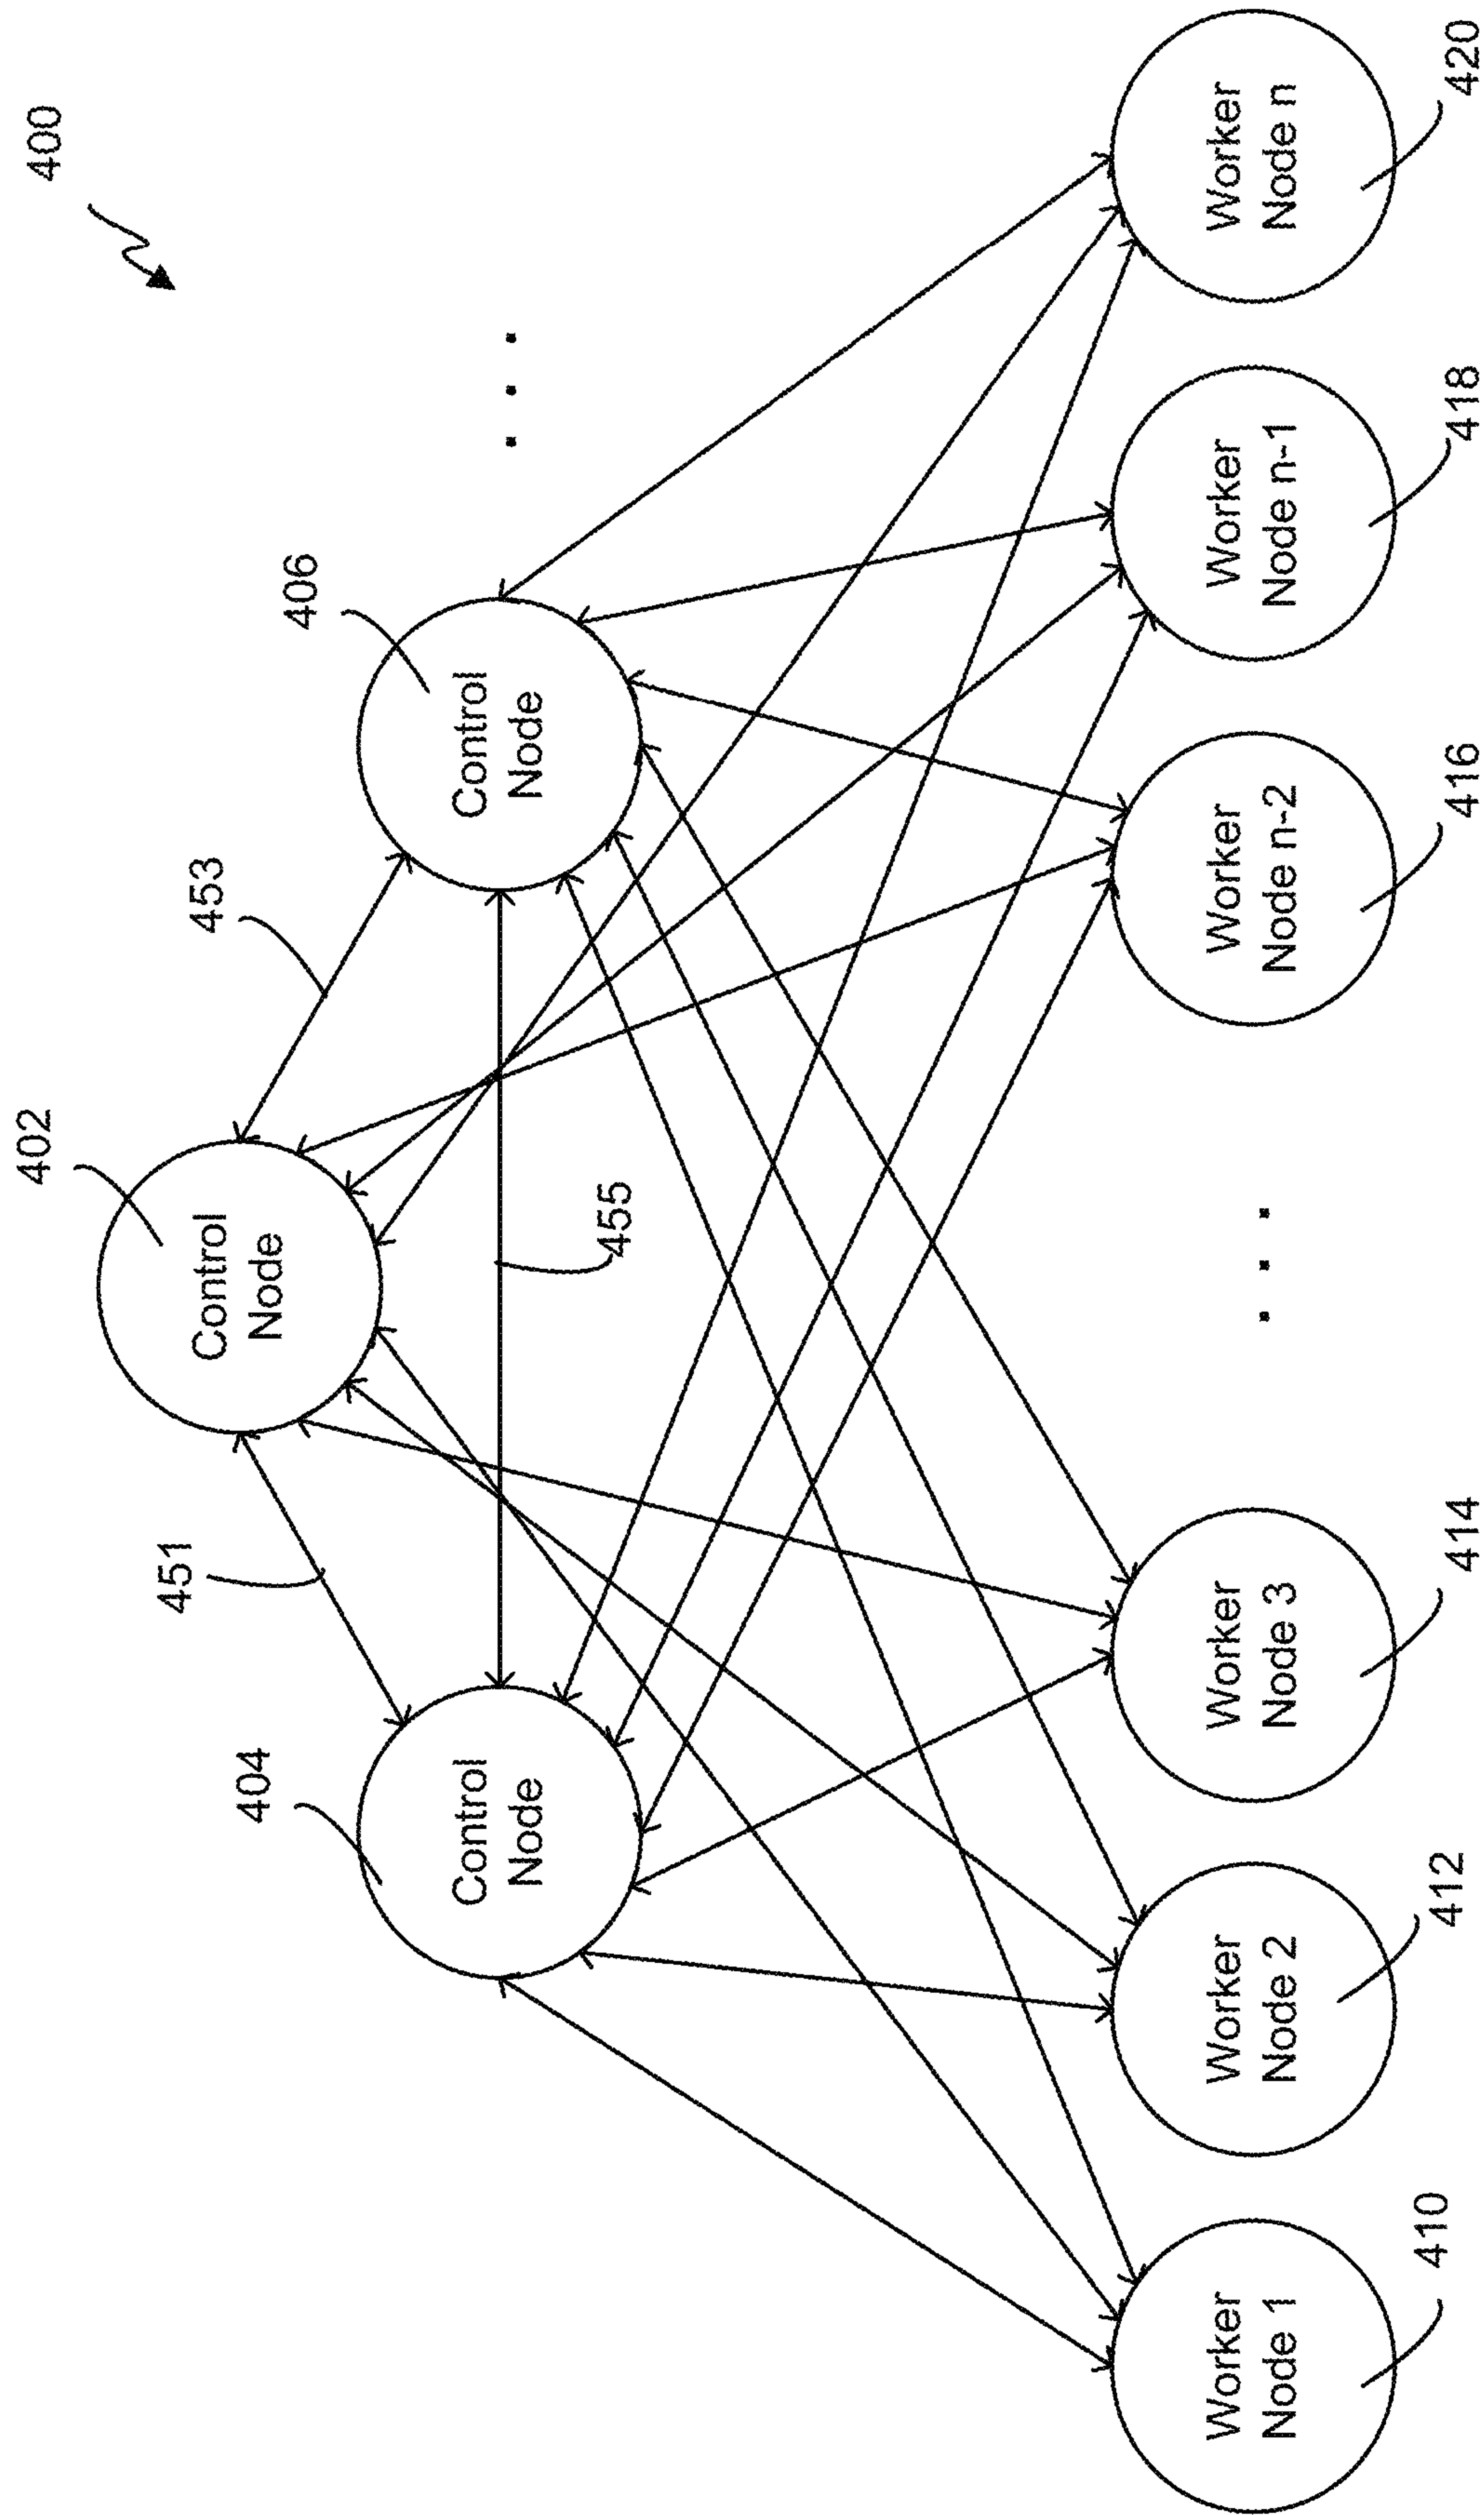 400
402
Control
Node
451
453
404
Control
Node
455
406
Control
Node
. . .
Worker
Node 1
410
Worker
Node 2
412
Worker
Node 3
414
. . .
Worker
Node n-2
416
Worker
Node n-1
418
Worker
Node n
420